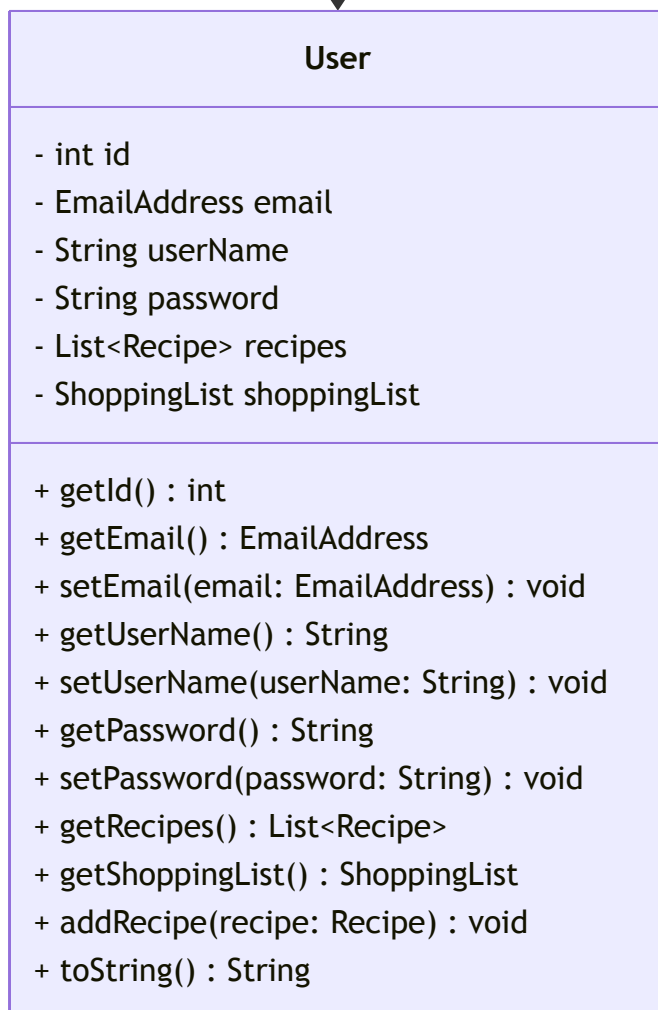 User
- int id
- EmailAddress email
- String userName
- String password
- List<Recipe> recipes
- ShoppingList shoppingList
+ getId() : int
+ getEmail() : EmailAddress
+ setEmail(email: EmailAddress) : void
+ getUserName() : String
+ setUserName(userName: String) : void
+ getPassword() : String
+ setPassword(password: String) : void
+ getRecipes() : List<Recipe>
+ getShoppingList() : ShoppingList
+ addRecipe(recipe: Recipe) : void
+ toString() : String